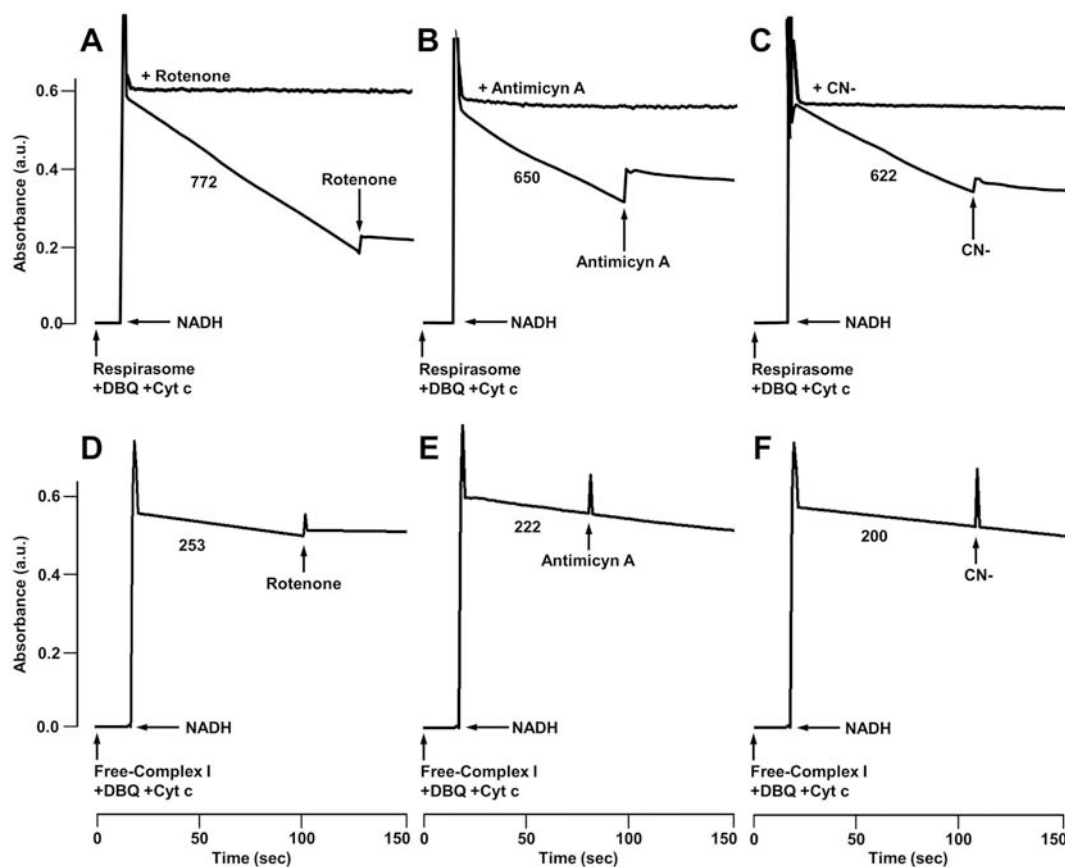 A
B
C
+ Rotenone
+ Antimicyn A
+ CN-
0.6
0.4
0.2
0.0
Absorbance (a.u.)
772
Rotenone
650
Antimicyn A
622
CN-
NADH
NADH
NADH
Respirasome
+DBQ +Cyt c
Respirasome
+DBQ +Cyt c
Respirasome
+DBQ +Cyt c
D
E
F
0.6
0.4
0.2
0.0
Absorbance (a.u.)
253
Rotenone
222
Antimicyn A
200
CN-
NADH
NADH
NADH
Free-Complex I
+DBQ +Cyt c
Free-Complex I
+DBQ +Cyt c
Free-Complex I
+DBQ +Cyt c
0 50 100 150
0 50 100 150
0 50 100 150
Time (sec)
Time (sec)
Time (sec)